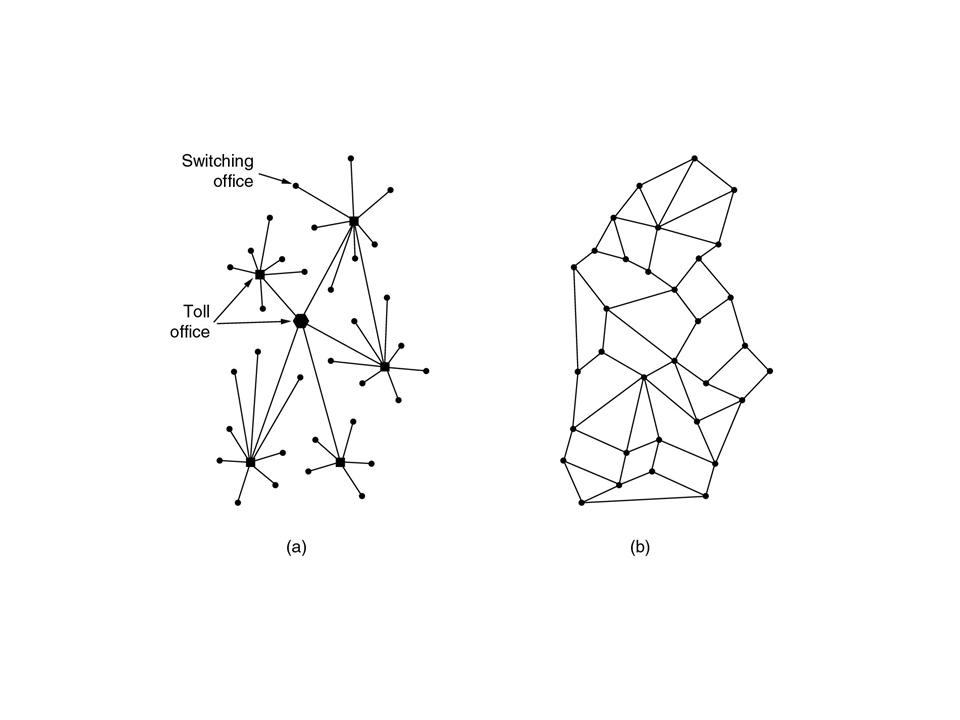 Switching
office
Toll
office
(a)
(b)